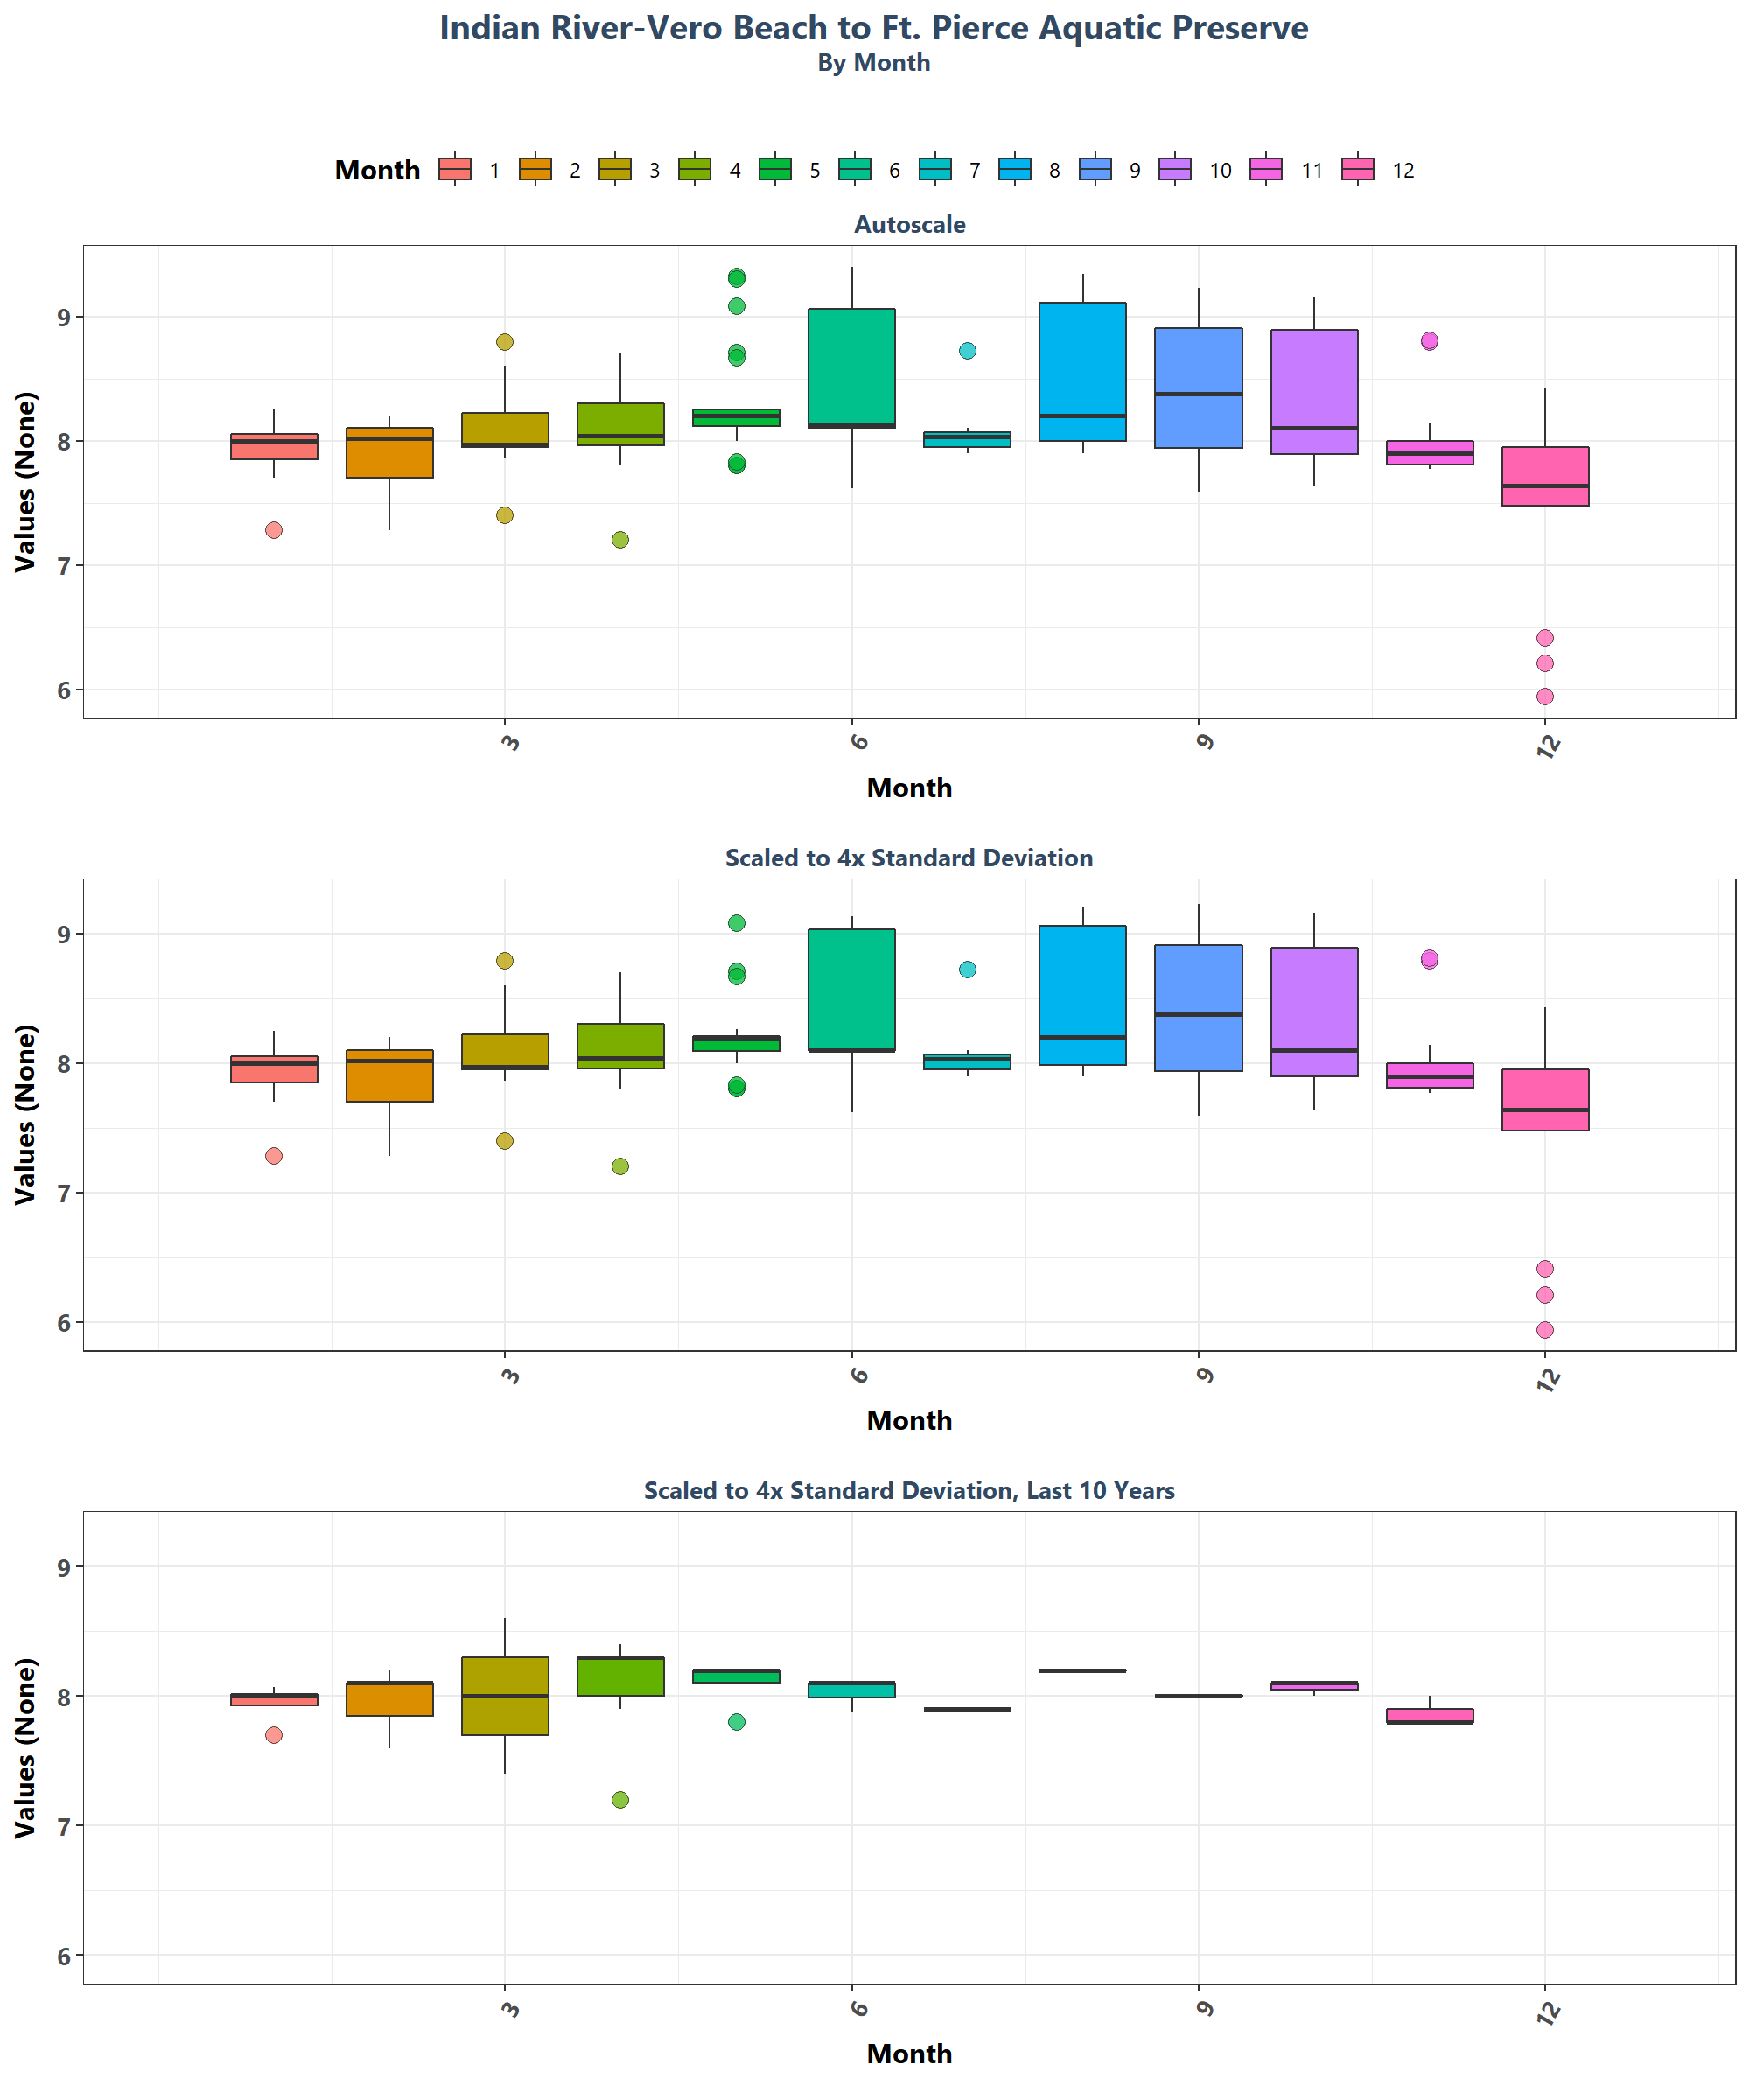 Indian River-Vero Beach to Ft. Pierce Aquatic Preserve
By Month
Month 1 2 3 4 5 6 7 8 9 10 11 12
Autoscale
Values (None)
9
8
7
6
3 6 9 12
Month
Scaled to 4x Standard Deviation
Values (None)
9
8
7
6
3 6 9 12
Month
Scaled to 4x Standard Deviation, Last 10 Years
Values (None)
9
8
7
6
3 6 9 12
Month